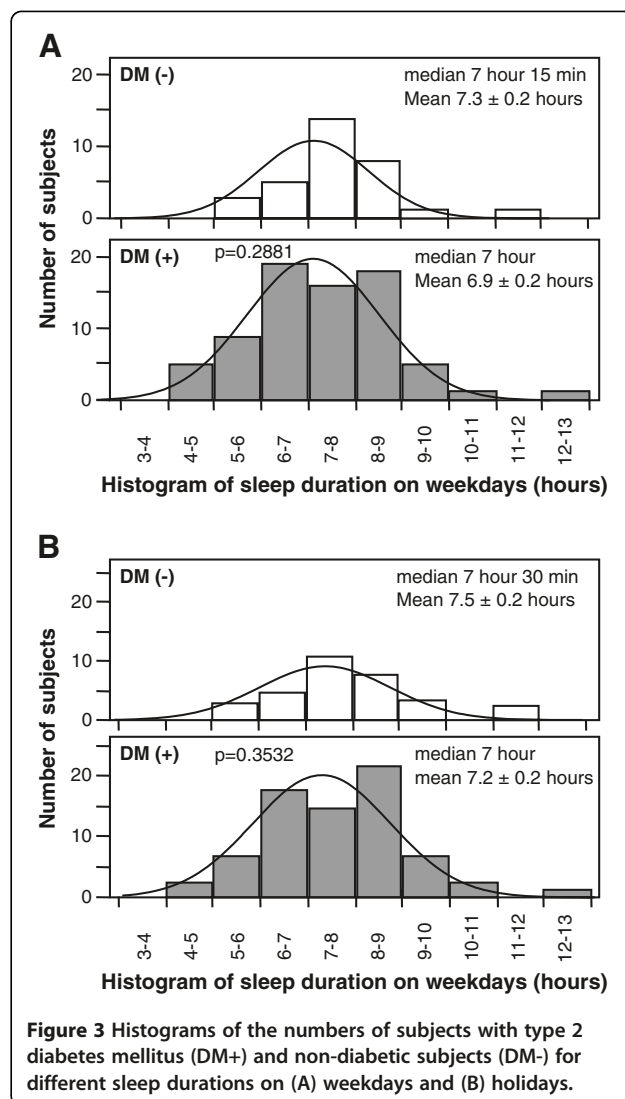 A
DM (-)
median 7 hour 15 min
Mean 7.3 ± 0.2 hours
20
10
0
DM (+)
p=0.2881
median 7 hour
Mean 6.9 ± 0.2 hours
20
10
0
Number of subjects
3-4 4-5 5-6 6-7 7-8 8-9 9-10 10-11 11-12 12-13
Histogram of sleep duration on weekdays (hours)
B
DM (-)
median 7 hour 30 min
Mean 7.5 ± 0.2 hours
20
10
0
DM (+)
p=0.3532
median 7 hour
mean 7.2 ± 0.2 hours
20
10
0
Number of subjects
3-4 4-5 5-6 6-7 7-8 8-9 9-10 10-11 11-12 12-13
Histogram of sleep duration on weekdays (hours)
Figure 3 Histograms of the numbers of subjects with type 2
diabetes mellitus (DM+) and non-diabetic subjects (DM-) for
different sleep durations on (A) weekdays and (B) holidays.